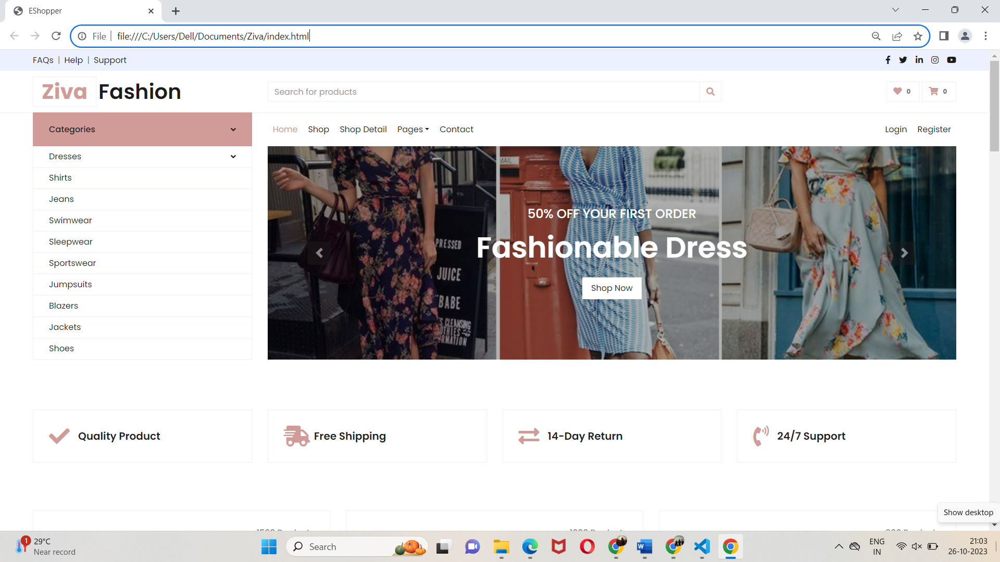 EShopper
File | file:///C:/Users/Dell/Documents/Ziva/index.html
FAQs | Help | Support
Ziva Fashion
Search for products
0
0
Categories
Home Shop Shop Detail Pages Contact Login Register
Dresses
Shirts
Jeans
Swimwear
Sleepwear
Sportswear
Jumpsuits
Blazers
Jackets
Shoes
MAIL
PRESSED
JUICE
BABE
CLEANSING
50% OFF YOUR FIRST ORDER
Fashionable Dress
Shop Now
Quality Product
Free Shipping
14-Day Return
24/7 Support
Show desktop
1
29°C
Near record
Search
ENG
IN
21:03
26-10-2023